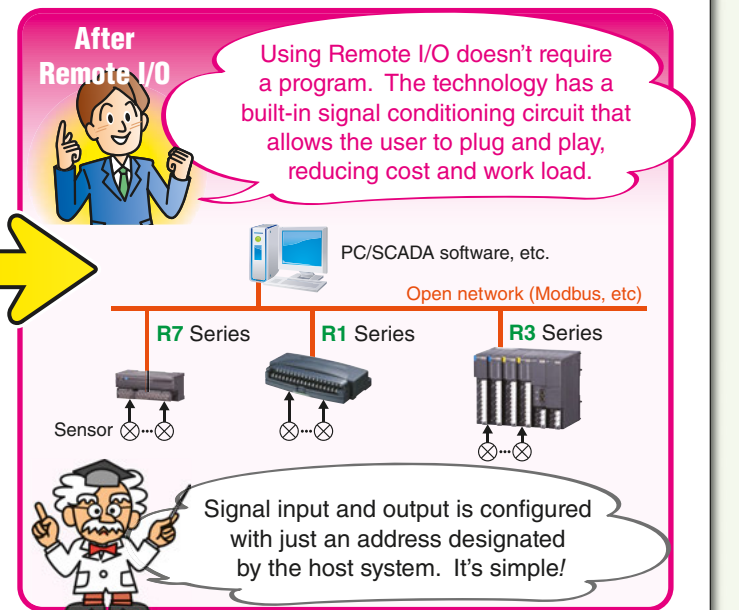 After
Remote I/O
Using Remote I/O doesn't require
a program. The technology has a
built-in signal conditioning circuit that
allows the user to plug and play,
reducing cost and work load.
PC/SCADA software, etc.
Open network (Modbus, etc)
R7 Series
R1 Series
R3 Series
Sensor
Signal input and output is configured
with just an address designated
by the host system. It's simple!